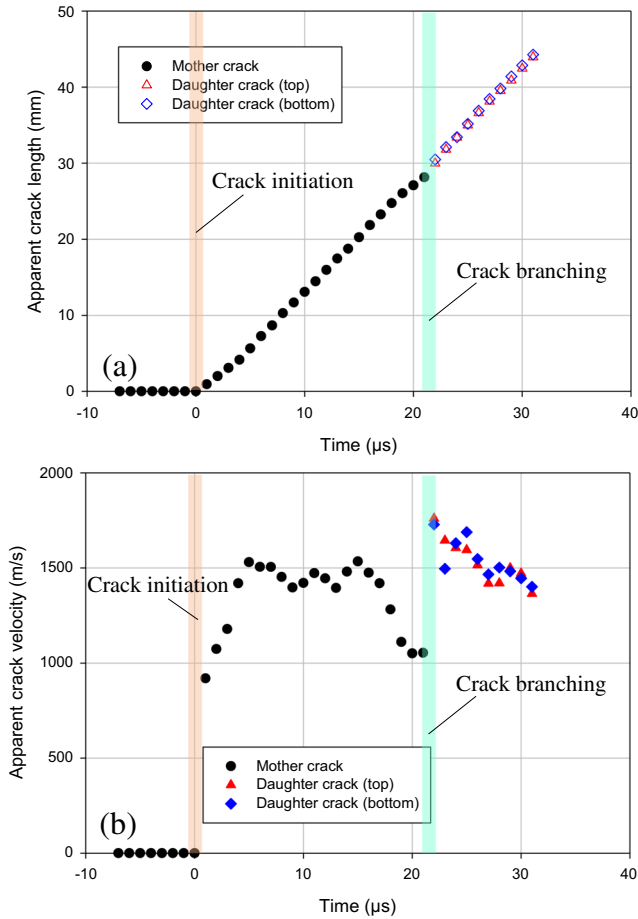 50
Mother crack
Daughter crack (top)
Daughter crack (bottom)
40
30
Crack initiation
20
Crack branching
10
(a)
0
-10 0 10 20 30 40
Apparent crack length (mm)
Time (µs)
2000
1500
Crack initiation
1000
Crack branching
500
Mother crack
Daughter crack (top)
Daughter crack (bottom)
(b)
0
-10 0 10 20 30 40
Apparent crack velocity (m/s)
Time (µs)